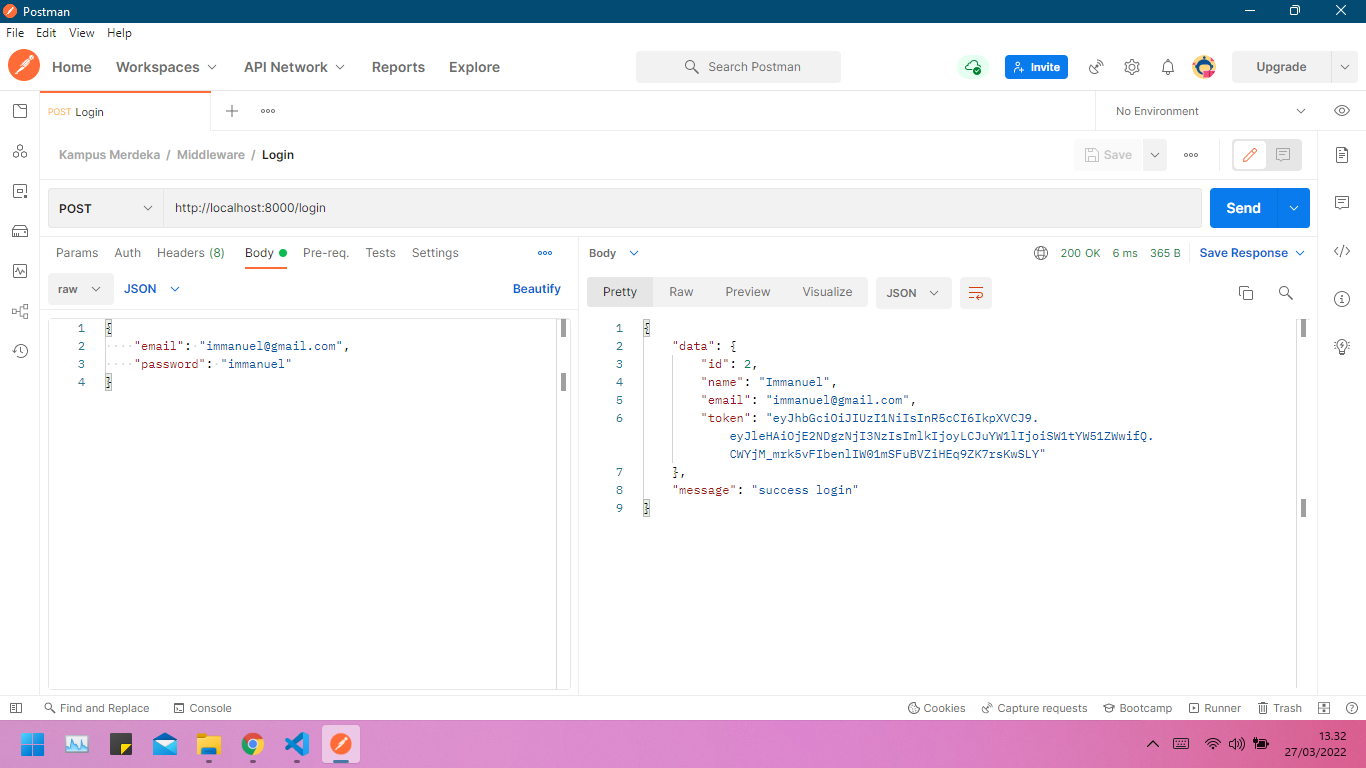 Postman
File Edit View Help
Home Workspaces API Network Reports Explore Search Postman Invite Upgrade
POST Login No Environment
Kampus Merdeka / Middleware / Login Save
POST http://localhost:8000/login Send
Params Auth Headers (8) Body Pre-req. Tests Settings
raw JSON Beautify
1 {
2 "email": "immanuel@gmail.com",
3 "password": "immanuel"
4 }
Body 200 OK 6 ms 365 B Save Response
Pretty Raw Preview Visualize JSON
1 {
2 "data": {
3 "id": 2,
4 "name": "Immanuel",
5 "email": "immanuel@gmail.com",
6 "token": "eyJhbGciOiJIUzI1NiIsInR5cCI6IkpXVCJ9.
eyJleHAiOjE2NDgzNjI3NzIsImlkIjoyLCJuYW1lIjoiSW1tYW51ZWwifQ.
CWYjM_mrk5vFIbenlIW01mSFuBVZiHEq9ZK7rsKwSLY"
7 },
8 "message": "success login"
9 }
Find and Replace Console Cookies Capture requests Bootcamp Runner Trash
13.32
27/03/2022